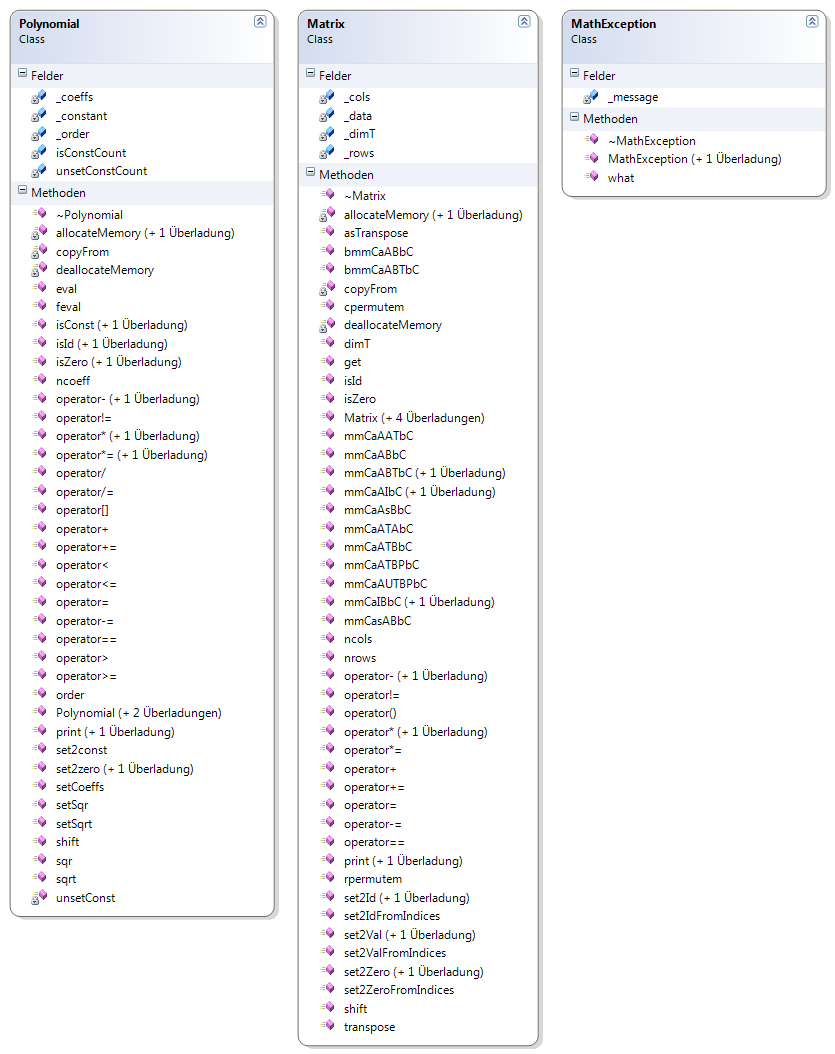 Polynomial
Class
Felder
_coeffs
_constant
_order
isConstCount
unsetConstCount
Methoden
~Polynomial
allocateMemory (+ 1 Überladung)
copyFrom
deallocateMemory
eval
feval
isConst (+ 1 Überladung)
isId (+ 1 Überladung)
isZero (+ 1 Überladung)
ncoeff
operator- (+ 1 Überladung)
operator!=
operator* (+ 1 Überladung)
operator*= (+ 1 Überladung)
operator/
operator/=
operator[]
operator+
operator+=
operator<
operator<=
operator=
operator-=
operator==
operator>
operator>=
order
Polynomial (+ 2 Überladungen)
print (+ 1 Überladung)
set2const
set2zero (+ 1 Überladung)
setCoeffs
setSqr
setSqrt
shift
sqr
sqrt
unsetConst
Matrix
Class
Felder
_cols
_data
_dimT
_rows
Methoden
~Matrix
allocateMemory (+ 1 Überladung)
asTranspose
bmmCaABbC
bmmCaABTbC
copyFrom
cpermutem
deallocateMemory
dimT
get
isId
isZero
Matrix (+ 4 Überladungen)
mmCaAATbC
mmCaABbC
mmCaABTbC (+ 1 Überladung)
mmCaAIbC (+ 1 Überladung)
mmCaAsBbC
mmCaATAbC
mmCaATBbC
mmCaATBPbC
mmCaAUTBPbC
mmCaIBbC (+ 1 Überladung)
mmCasABbC
ncols
nrows
operator- (+ 1 Überladung)
operator!=
operator()
operator* (+ 1 Überladung)
operator*=
operator+
operator+=
operator=
operator-=
operator==
print (+ 1 Überladung)
rpermutem
set2Id (+ 1 Überladung)
set2IdFromIndices
set2Val (+ 1 Überladung)
set2ValFromIndices
set2Zero (+ 1 Überladung)
set2ZeroFromIndices
shift
transpose
MathException
Class
Felder
_message
Methoden
~MathException
MathException (+ 1 Überladung)
what